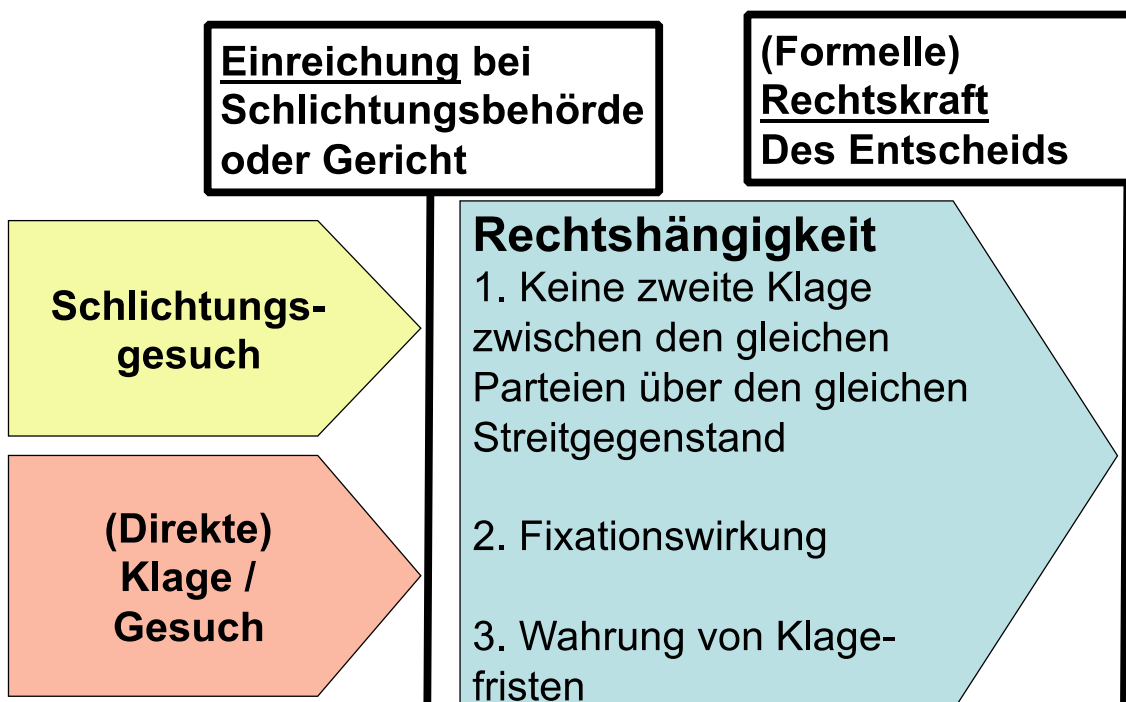 Einreichung bei
Schlichtungsbehörde
oder Gericht
(Formelle)
Rechtskraft
Des Entscheids
Schlichtungs-
gesuch
(Direkte)
Klage /
Gesuch
Rechtshängigkeit
1. Keine zweite Klage
zwischen den gleichen
Parteien über den gleichen
Streitgegenstand
2. Fixationswirkung
3. Wahrung von Klage-
fristen